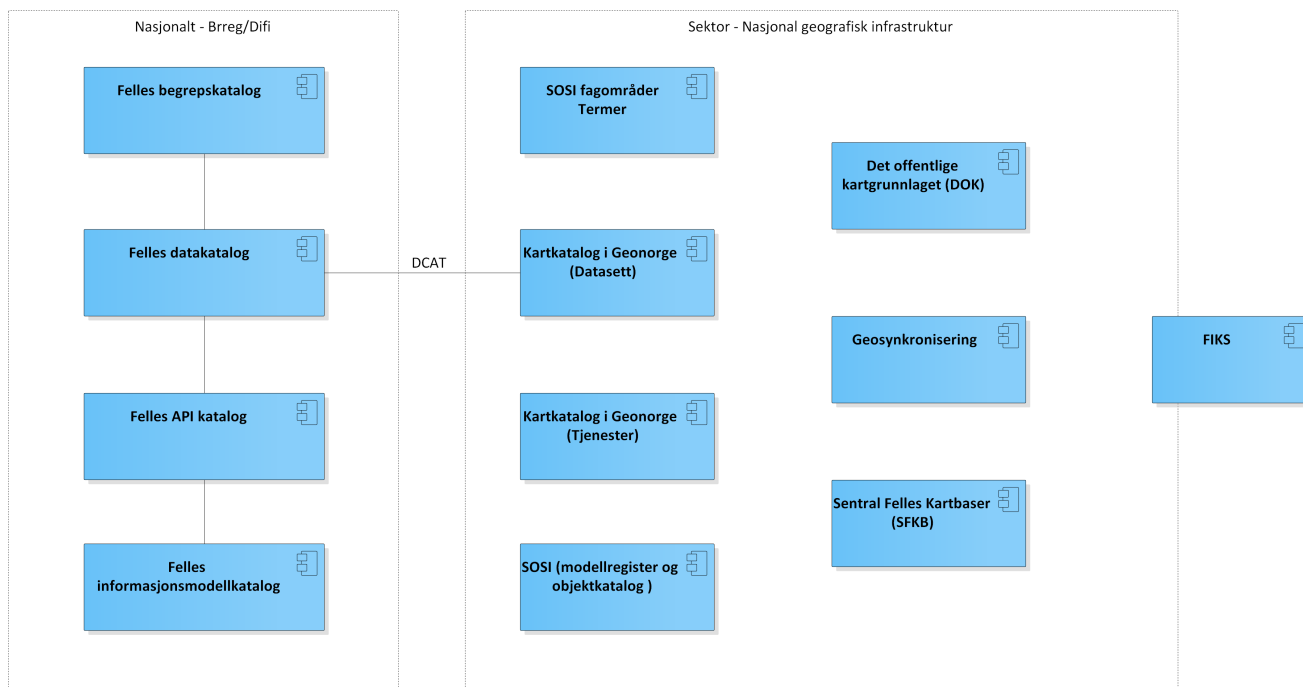 Nasjonalt - Brreg/Difi
Felles begrepskatalog
Felles datakatalog
Felles API katalog
Felles
informasjonsmodellkatalog
DCAT
Sektor - Nasjonal geografisk infrastruktur
SOSI fagområder
Termer
Kartkatalog i Geonorge
(Datasett)
Kartkatalog i Geonorge
(Tjenester)
SOSI (modellregister og
objektkatalog )
Det offentlige
kartgrunnlaget (DOK)
Geosynkronisering
Sentral Felles Kartbaser
(SFKB)
FIKS